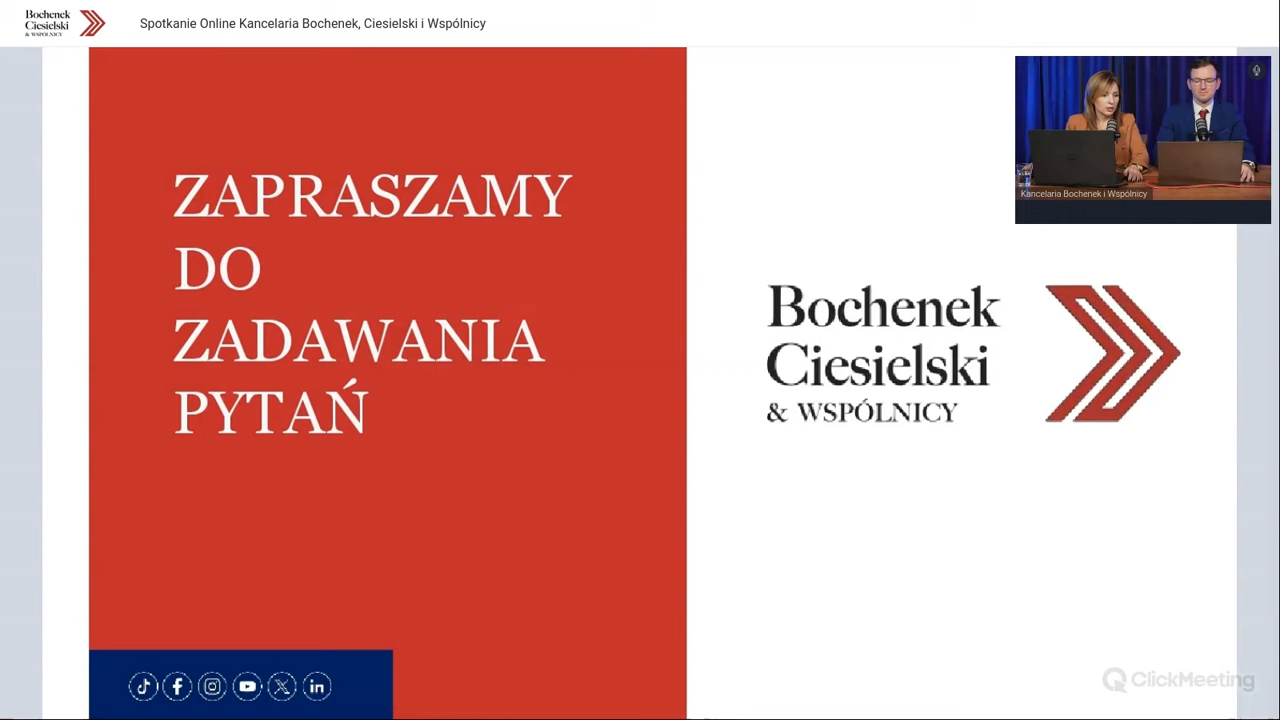 Bochenek
Ciesielski
& WSPÓLNICY
Spotkanie Online Kancelaria Bochenek, Ciesielski i Wspólnicy
ZAPRASZAMY
DO
ZADAWANIA
PYTAŃ
Kancelaria Bochenek i Wspólnicy
Bochenek
Ciesielski
& WSPÓLNICY
ClickMeeting